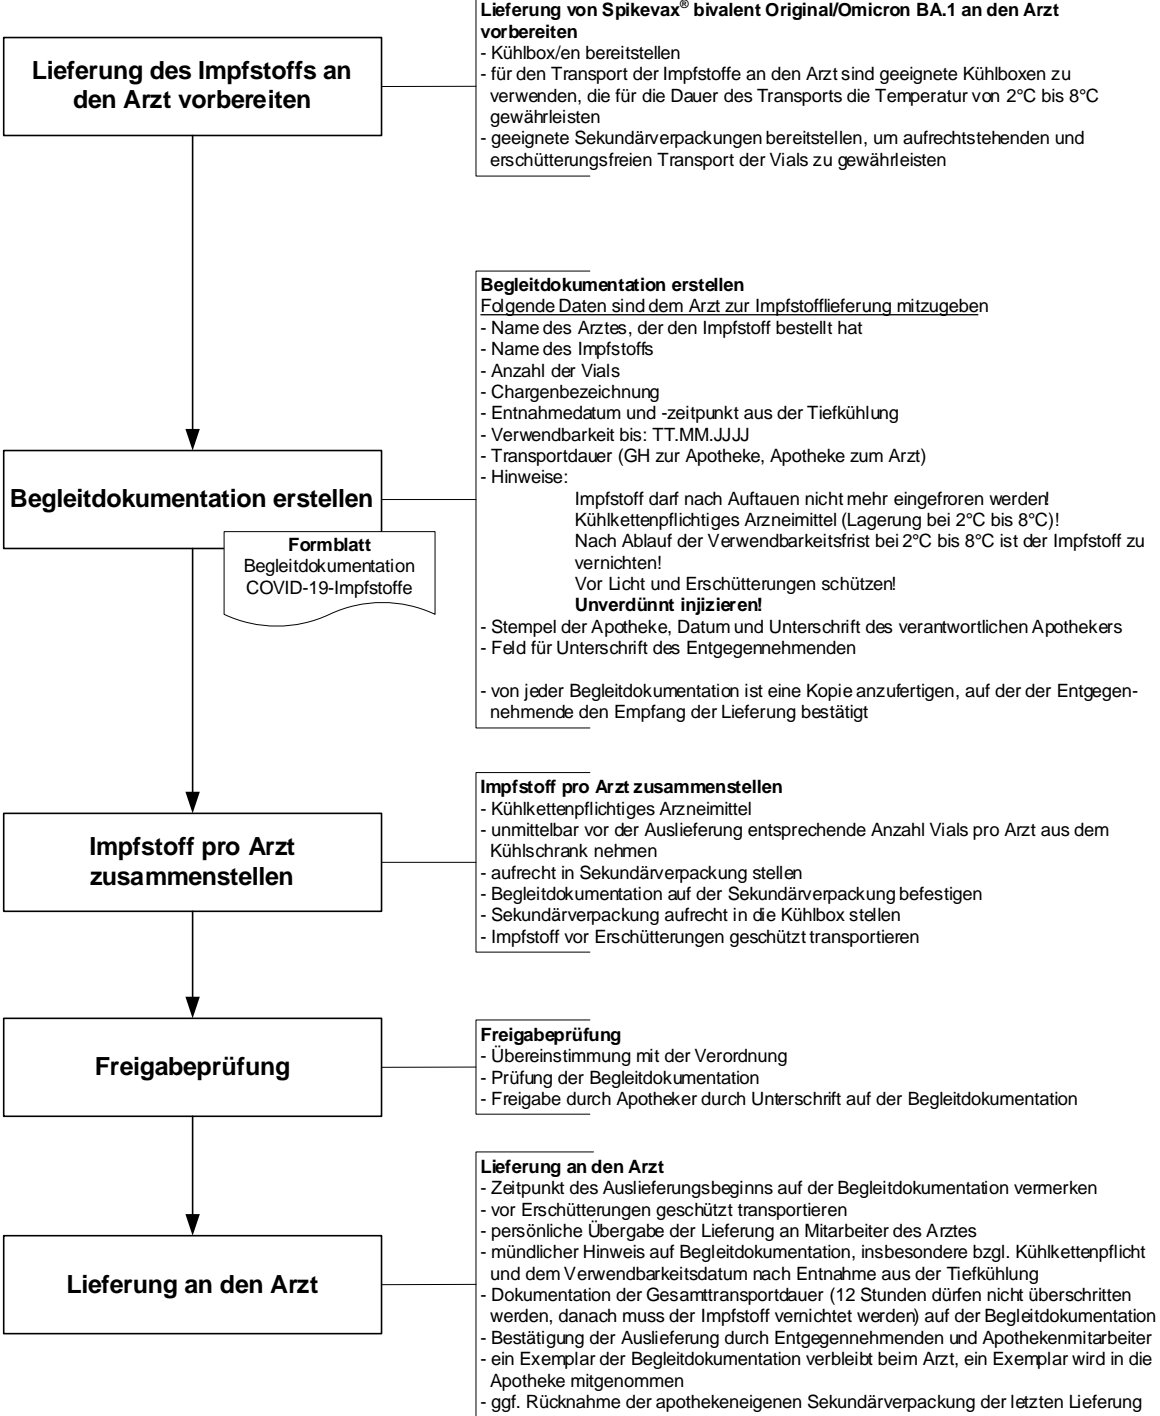 Lieferung des Impfstoffs an
den Arzt vorbereiten
Lieferung von Spikevax® bivalent Original/Omicron BA.1 an den Arzt
vorbereiten
- Kühlbox/en bereitstellen
- für den Transport der Impfstoffe an den Arzt sind geeignete Kühlboxen zu
verwenden, die für die Dauer des Transports die Temperatur von 2°C bis 8°C
gewährleisten
- geeignete Sekundärverpackungen bereitstellen, um aufrechtstehenden und
erschütterungsfreien Transport der Vials zu gewährleisten
Begleitdokumentation erstellen
Formblatt
Begleitdokumentation
COVID-19-Impfstoffe
Begleitdokumentation erstellen
Folgende Daten sind dem Arzt zur Impfstofflieferung mitzugeben
- Name des Arztes, der den Impfstoff bestellt hat
- Name des Impfstoffs
- Anzahl der Vials
- Chargenbezeichnung
- Entnahmedatum und -zeitpunkt aus der Tiefkühlung
- Verwendbarkeit bis: TT.MM.JJJJ
- Transportdauer (GH zur Apotheke, Apotheke zum Arzt)
- Hinweise:
Impfstoff darf nach Auftauen nicht mehr eingefroren werden!
Kühlkettenpflichtiges Arzneimittel (Lagerung bei 2°C bis 8°C)!
Nach Ablauf der Verwendbarkeitsfrist bei 2°C bis 8°C ist der Impfstoff zu
vernichten!
Vor Licht und Erschütterungen schützen!
Unverdünnt injizieren!
- Stempel der Apotheke, Datum und Unterschrift des verantwortlichen Apothekers
- Feld für Unterschrift des Entgegennehmenden
- von jeder Begleitdokumentation ist eine Kopie anzufertigen, auf der der Entgegen-
nehmende den Empfang der Lieferung bestätigt
Impfstoff pro Arzt
zusammenstellen
Impfstoff pro Arzt zusammenstellen
- Kühlkettenpflichtiges Arzneimittel
- unmittelbar vor der Auslieferung entsprechende Anzahl Vials pro Arzt aus dem
Kühlschrank nehmen
- aufrecht in Sekundärverpackung stellen
- Begleitdokumentation auf der Sekundärverpackung befestigen
- Sekundärverpackung aufrecht in die Kühlbox stellen
- Impfstoff vor Erschütterungen geschützt transportieren
Freigabeprüfung
Freigabeprüfung
- Übereinstimmung mit der Verordnung
- Prüfung der Begleitdokumentation
- Freigabe durch Apotheker durch Unterschrift auf der Begleitdokumentation
Lieferung an den Arzt
Lieferung an den Arzt
- Zeitpunkt des Auslieferungsbeginns auf der Begleitdokumentation vermerken
- vor Erschütterungen geschützt transportieren
- persönliche Übergabe der Lieferung an Mitarbeiter des Arztes
- mündlicher Hinweis auf Begleitdokumentation, insbesondere bzgl. Kühlkettenpflicht
und dem Verwendbarkeitsdatum nach Entnahme aus der Tiefkühlung
- Dokumentation der Gesamttransportdauer (12 Stunden dürfen nicht überschritten
werden, danach muss der Impfstoff vernichtet werden) auf der Begleitdokumentation
- Bestätigung der Auslieferung durch Entgegennehmenden und Apothekenmitarbeiter
- ein Exemplar der Begleitdokumentation verbleibt beim Arzt, ein Exemplar wird in die
Apotheke mitgenommen
- ggf. Rücknahme der apothekeneigenen Sekundärverpackung der letzten Lieferung